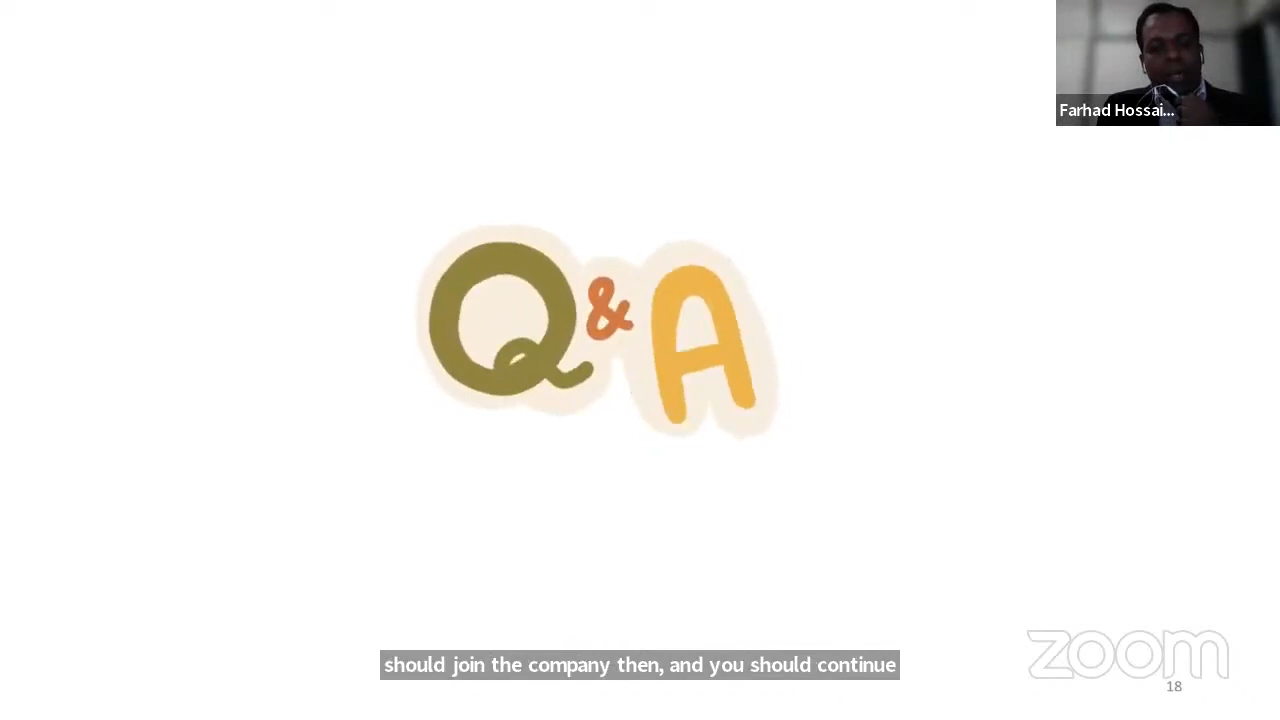 Farhad Hossai...
Q & A
should join the company then, and you should continue
zoom
18